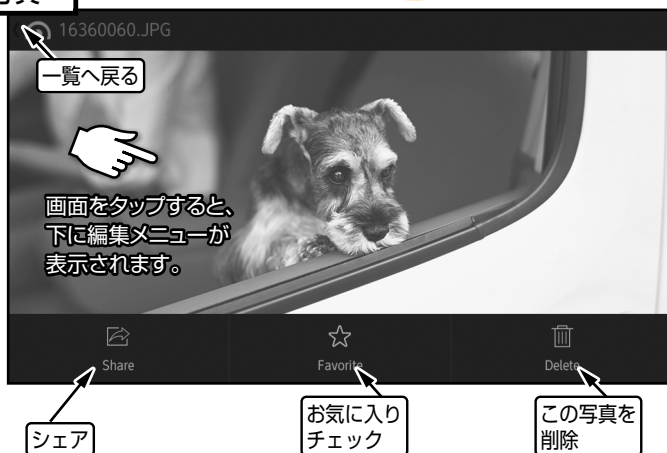 16360060.JPG
一覧へ戻る
画面をタップすると、
下に編集メニューが
表示されます。
Share
Favorite
Delete
シェア
お気に入り
チェック
この写真を
削除